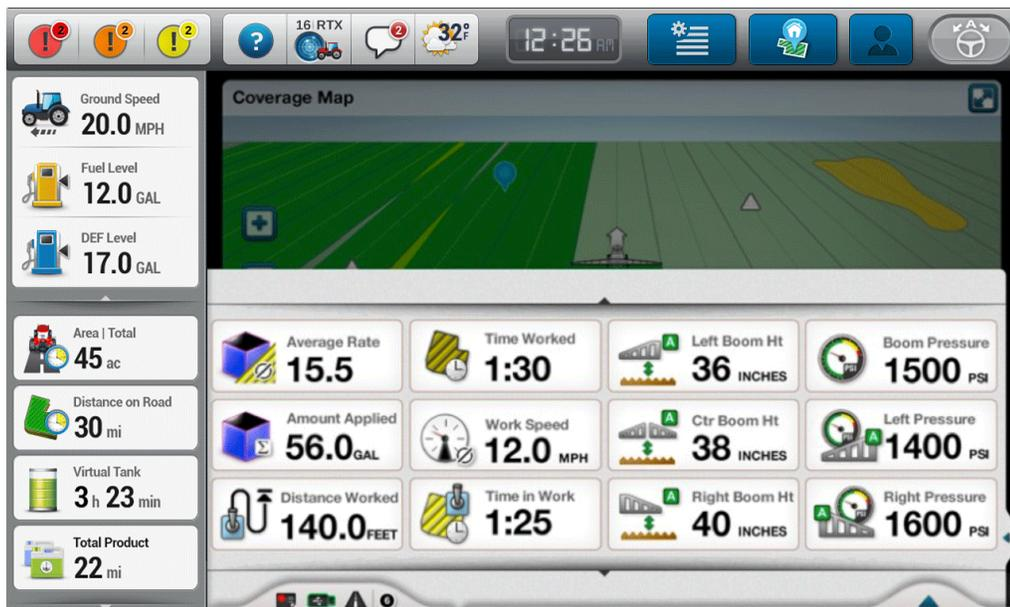 2
2
2
?
16 RTX
2
32°F
12:26 AM
A
Ground Speed
20.0 MPH
Fuel Level
12.0 GAL
DEF Level
17.0 GAL
Area | Total
45 ac
Distance on Road
30 mi
Virtual Tank
3 h 23 min
Total Product
22 mi
Coverage Map
Average Rate
15.5
Time Worked
1:30
A
Left Boom Ht
36 INCHES
PSI
Boom Pressure
1500 PSI
Σ
Amount Applied
56.0 GAL
Work Speed
12.0 MPH
A
Ctr Boom Ht
38 INCHES
PSI
A
Left Pressure
1400 PSI
Distance Worked
140.0 FEET
Time in Work
1:25
A
Right Boom Ht
40 INCHES
A
PSI
Right Pressure
1600 PSI